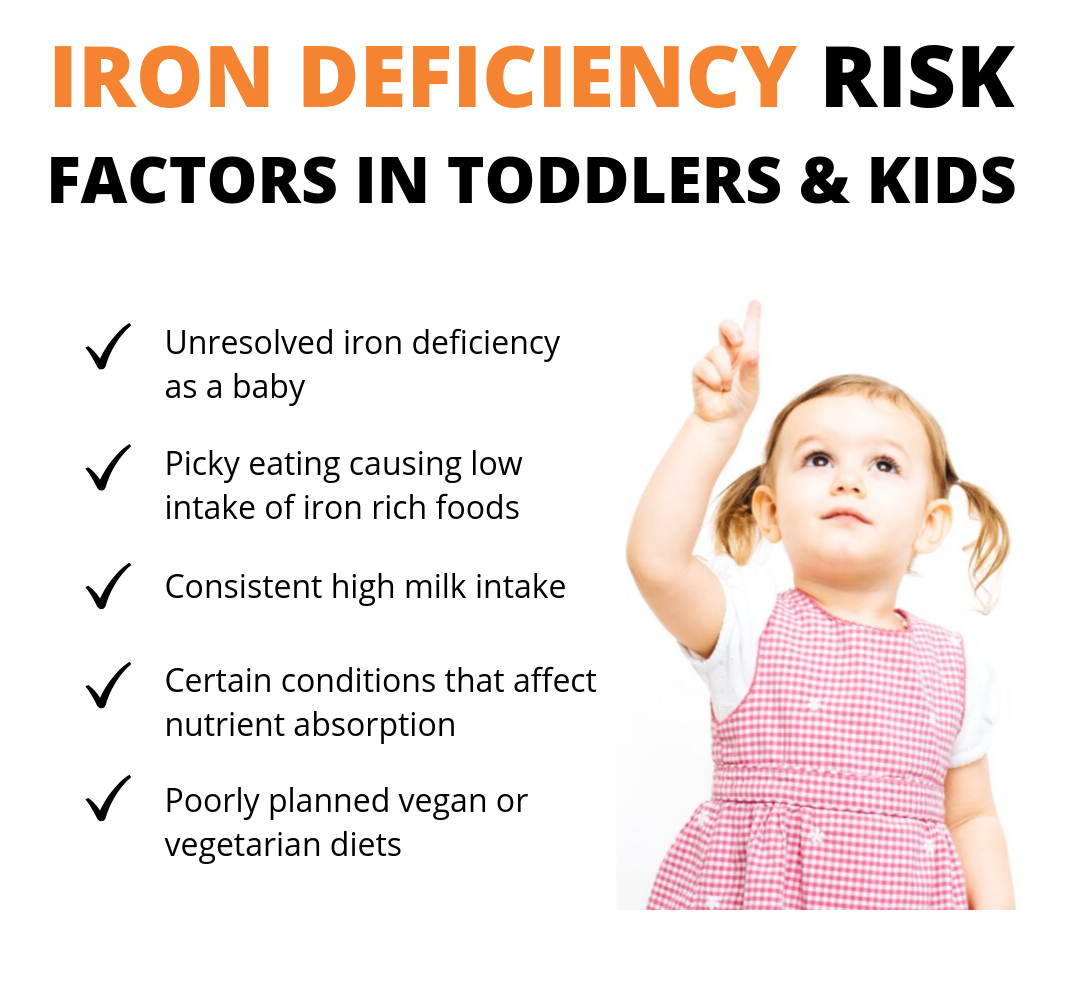 IRON DEFICIENCY RISK
FACTORS IN TODDLERS & KIDS
Unresolved iron deficiency
as a baby
Picky eating causing low
intake of iron rich foods
Consistent high milk intake
Certain conditions that affect
nutrient absorption
Poorly planned vegan or
vegetarian diets